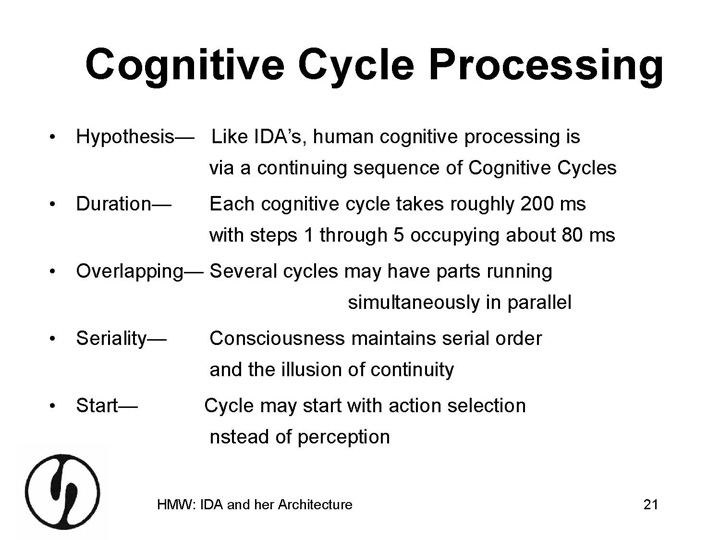 Cognitive Cycle Processing
• Hypothesis— Like IDA's, human cognitive processing is
via a continuing sequence of Cognitive Cycles
• Duration— Each cognitive cycle takes roughly 200 ms
with steps 1 through 5 occupying about 80 ms
• Overlapping— Several cycles may have parts running
simultaneously in parallel
• Seriality— Consciousness maintains serial order
and the illusion of continuity
• Start— Cycle may start with action selection
nstead of perception
HMW: IDA and her Architecture 21